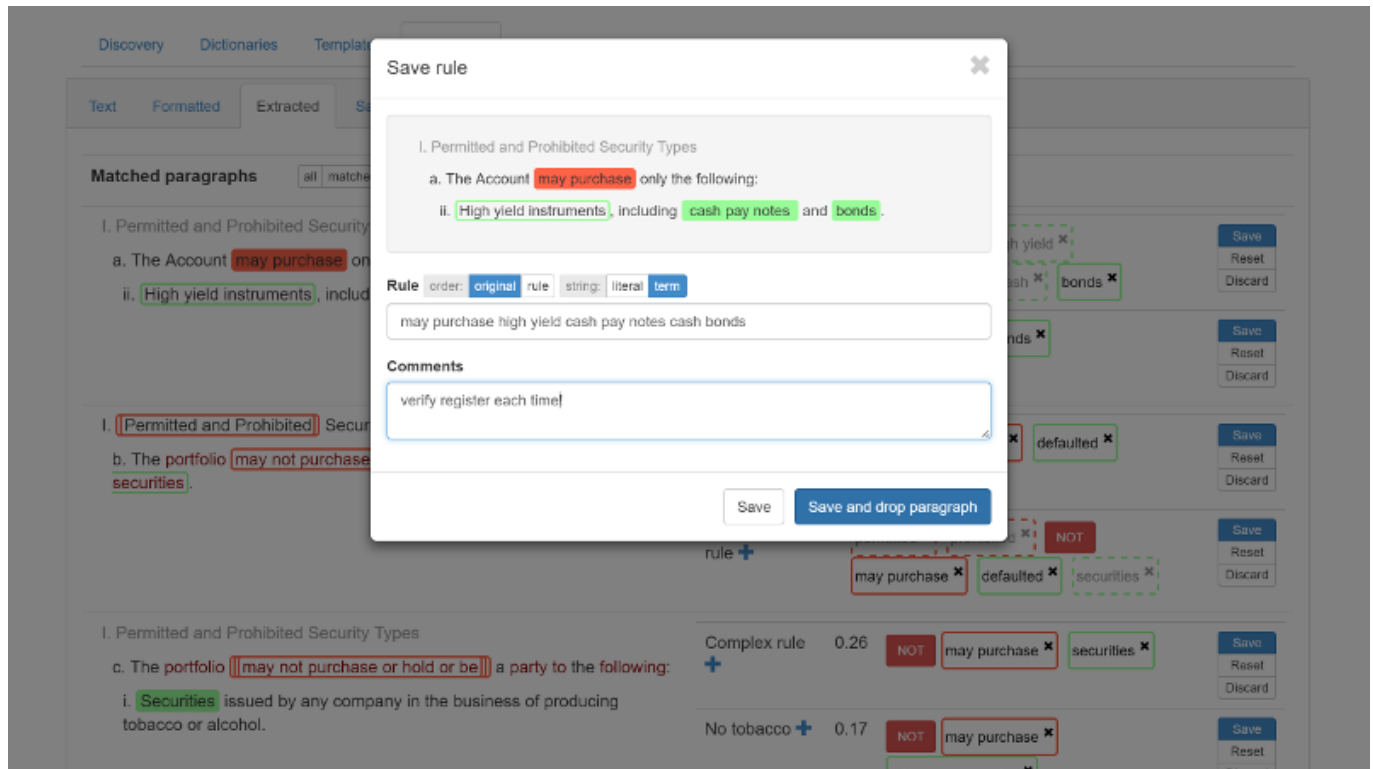 Discovery Dictionaries
Text Formatted Extracted
Matched paragraphs all
I. Permitted and Prohibited Security
a. The Account may purchase
ii. High yield instruments,
I. Permitted and Prohibited
b. The portfolio may not purchase
securities.
I. Permitted and Prohibited Security Types
c. The portfolio may not purchase or hold or be a party to the following:
i. Securities issued by any company in the business of producing
tobacco or alcohol.
Save rule
I. Permitted and Prohibited Security Types
a. The Account may purchase only the following:
ii. High yield instruments, including cash pay notes and bonds.
Rule order: original rule string: literal term
may purchase high yield cash pay notes cash bonds
Comments
verify register each time
Save Save and drop paragraph
yield
bonds
Save
Reset
Discard
Save
Reset
Discard
defaulted
Save
Reset
Discard
rule
NOT
may purchase defaulted securities
Save
Reset
Discard
Complex rule 0.26 NOT may purchase securities
Save
Reset
Discard
No tobacco 0.17 NOT may purchase
Save
Reset